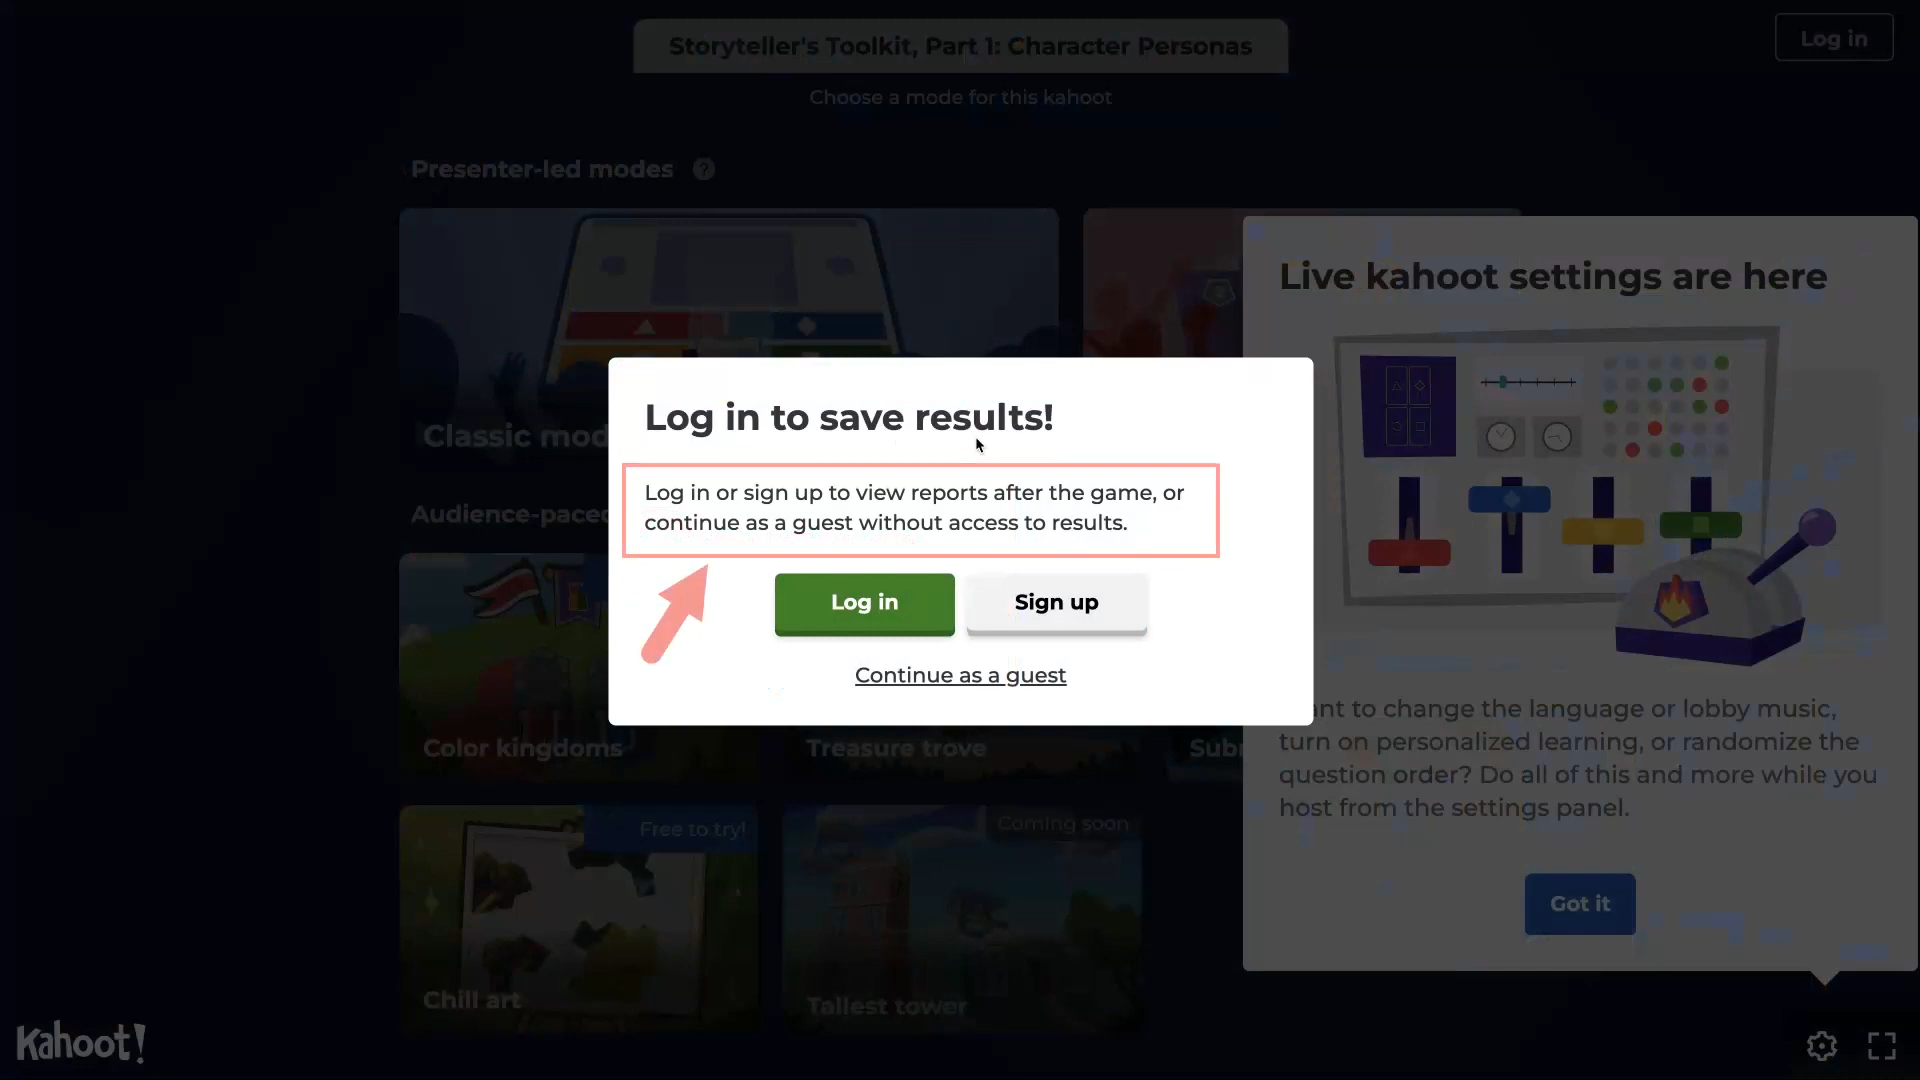 Storyteller's Toolkit, Part 1: Character Personas
Log in
Choose a mode for this kahoot
Presenter-led modes ?
Classic mod
Live kahoot settings are here
Log in to save results!
Log in or sign up to view reports after the game, or
continue as a guest without access to results.
Audience-paced
Log in
Sign up
Continue as a guest
nt to change the language or lobby music,
turn on personalized learning, or randomize the
question order? Do all of this and more while you
host from the settings panel.
Color kingdoms
Treasure trove
Sub
Free to try!
Coming soon
Got it
Chill art
Tallest tower
Kahoot!